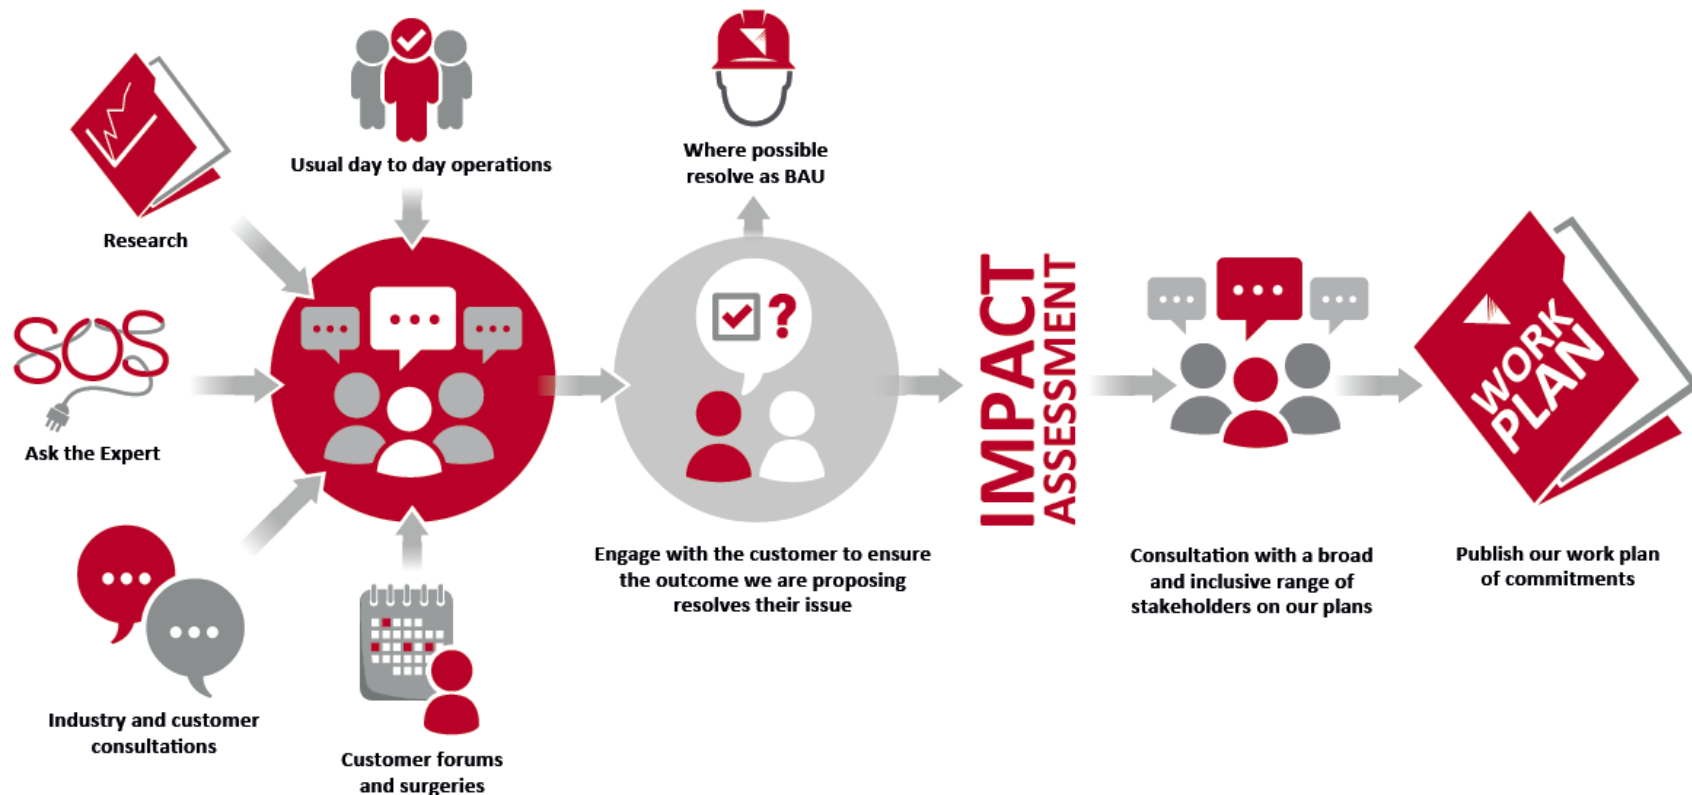 Usual day to day operations
Where possible
resolve as BAU
Research
SOS
Ask the Expert
Industry and customer
consultations
Customer forums
and surgeries
?
Engage with the customer to ensure
the outcome we are proposing
resolves their issue
IMPACT
ASSESSMENT
Consultation with a broad
and inclusive range of
stakeholders on our plans
WORK
PLAN
Publish our work plan
of commitments